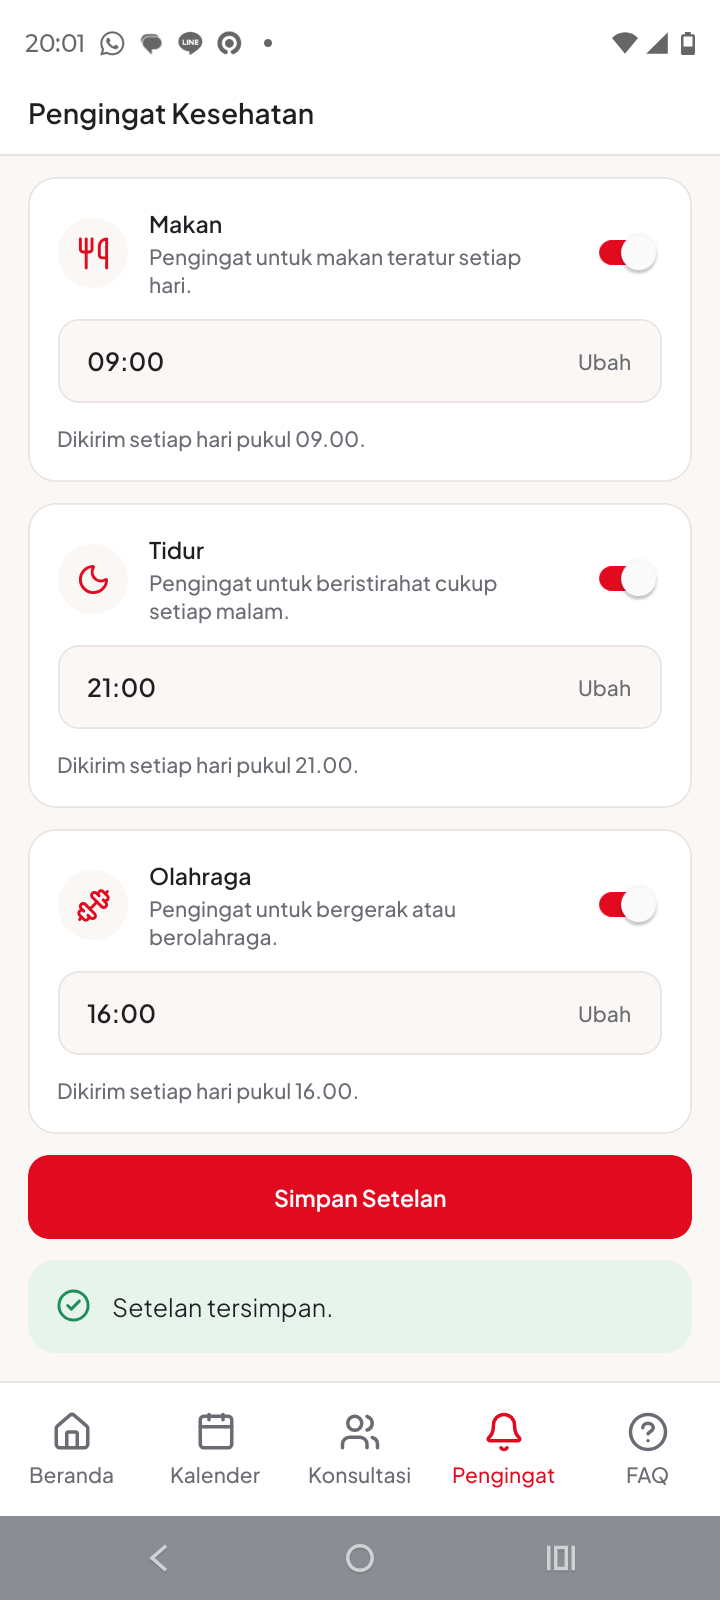 20:01
LINE
Pengingat Kesehatan
Makan
Pengingat untuk makan teratur setiap
hari.
09:00
Ubah
Dikirim setiap hari pukul 09.00.
Tidur
Pengingat untuk beristirahat cukup
setiap malam.
21:00
Ubah
Dikirim setiap hari pukul 21.00.
Olahraga
Pengingat untuk bergerak atau
berolahraga.
16:00
Ubah
Dikirim setiap hari pukul 16.00.
Simpan Setelan
Setelan tersimpan.
Beranda
Kalender
Konsultasi
Pengingat
FAQ